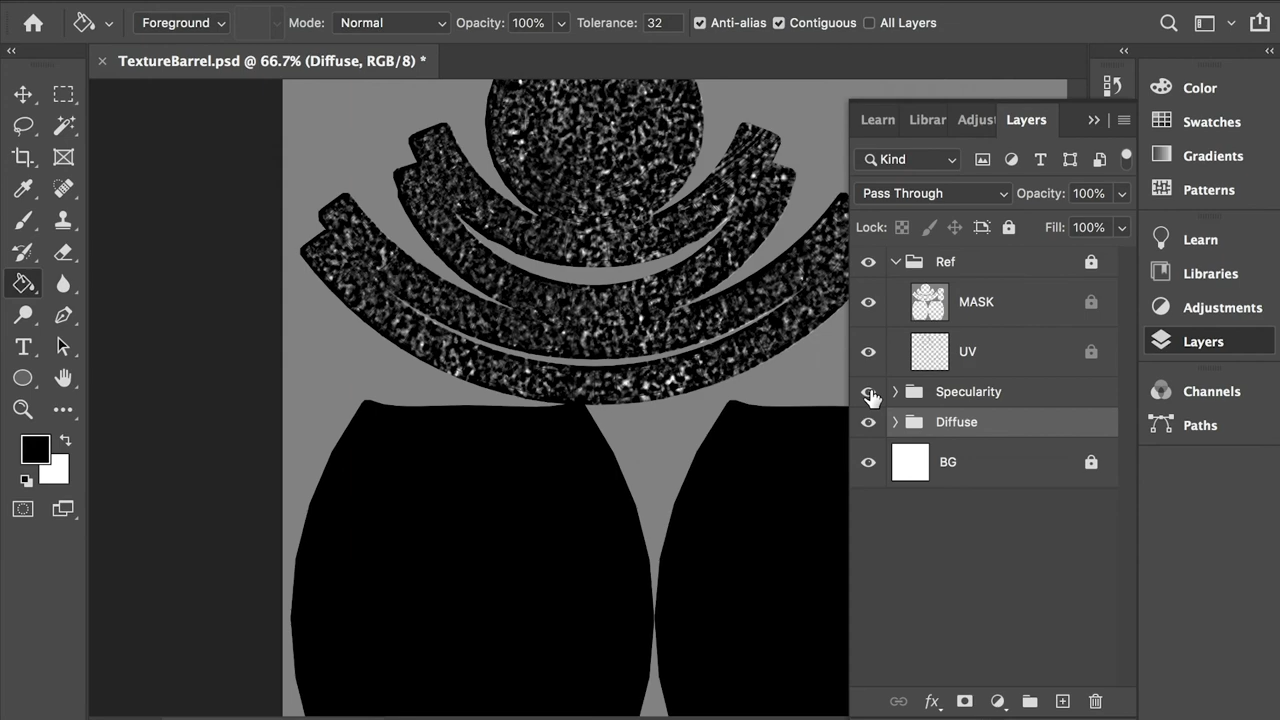 Foreground Mode: Normal Opacity: 100% Tolerance: 32 Anti-alias Contiguous All Layers
TextureBarrel.psd @ 66.7% (Diffuse, RGB/8) *
Learn Librar Adjust Layers
Kind
Pass Through Opacity: 100%
Lock: Fill: 100%
Ref
MASK
UV
Specularity
Diffuse
BG
Color
Swatches
Gradients
Patterns
Learn
Libraries
Adjustments
Layers
Channels
Paths